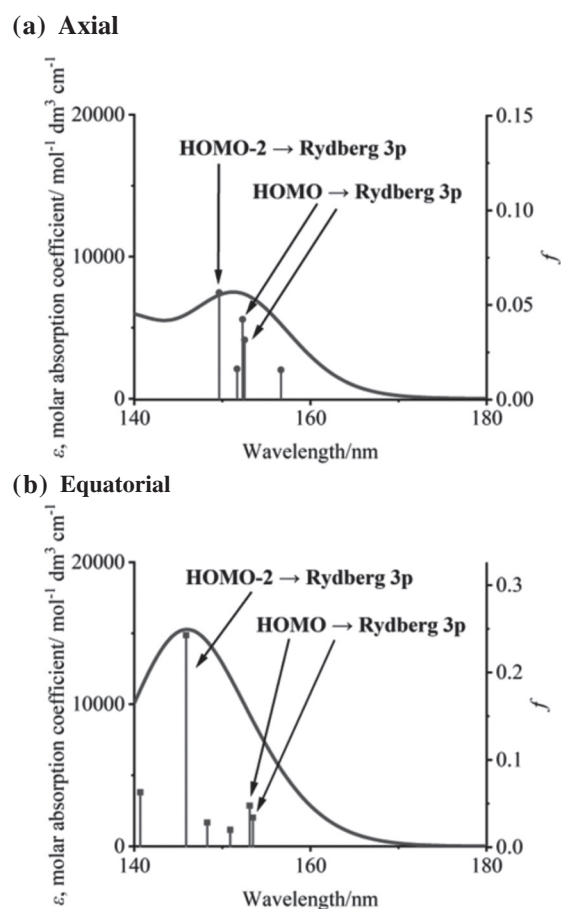 (a) Axial
ε, molar absorption coefficient/ mol⁻¹ dm³ cm⁻¹
20000
10000
0
HOMO-2 → Rydberg 3p
HOMO → Rydberg 3p
0.15
0.10
0.05
0.00
f
140 160 180
Wavelength/nm
(b) Equatorial
ε, molar absorption coefficient/ mol⁻¹ dm³ cm⁻¹
20000
10000
0
HOMO-2 → Rydberg 3p
HOMO → Rydberg 3p
0.3
0.2
0.1
0.0
f
140 160 180
Wavelength/nm